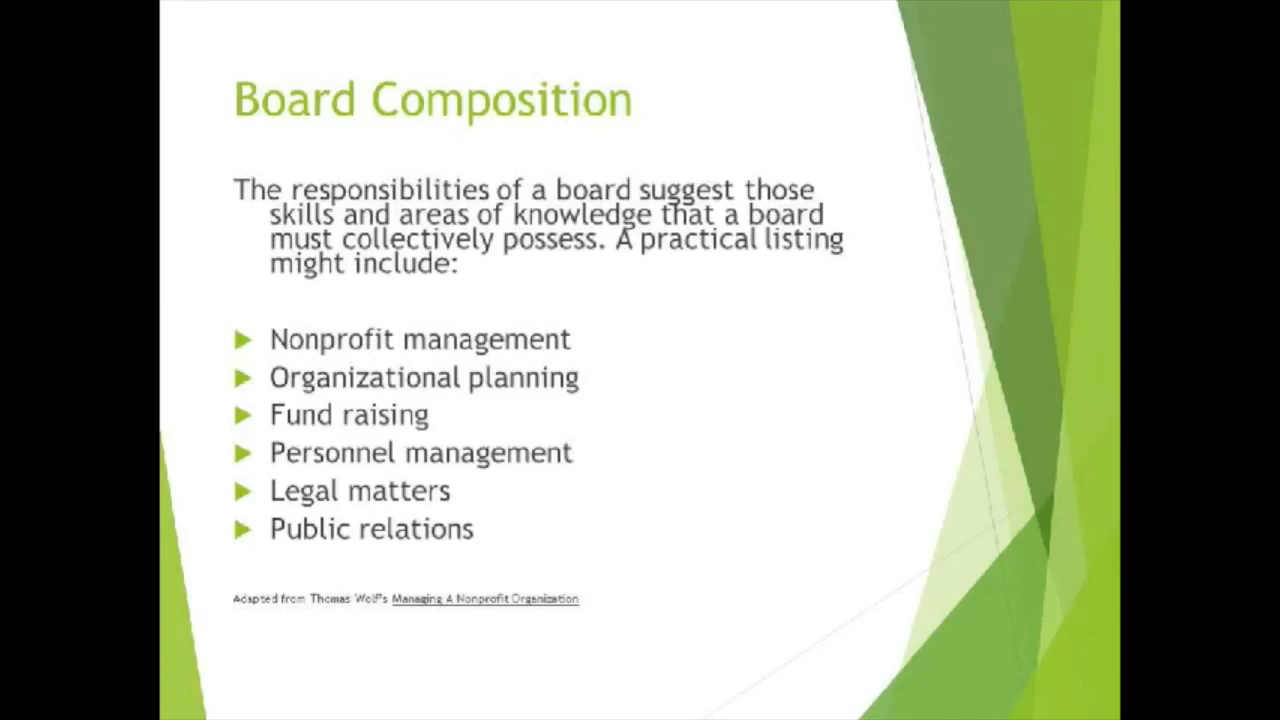 Board Composition
The responsibilities of a board suggest those
skills and areas of knowledge that a board
must collectively possess. A practical listing
might include:
Nonprofit management
Organizational planning
Fund raising
Personnel management
Legal matters
Public relations
Adapted from Thomas Wolf's Managing A Nonprofit Organization